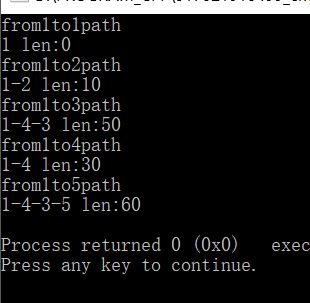 from1to1path
1 len:0
from1to2path
1-2 len:10
from1to3path
1-4-3 len:50
from1to4path
1-4 len:30
from1to5path
1-4-3-5 len:60
Process returned 0 (0x0)   exec
Press any key to continue.